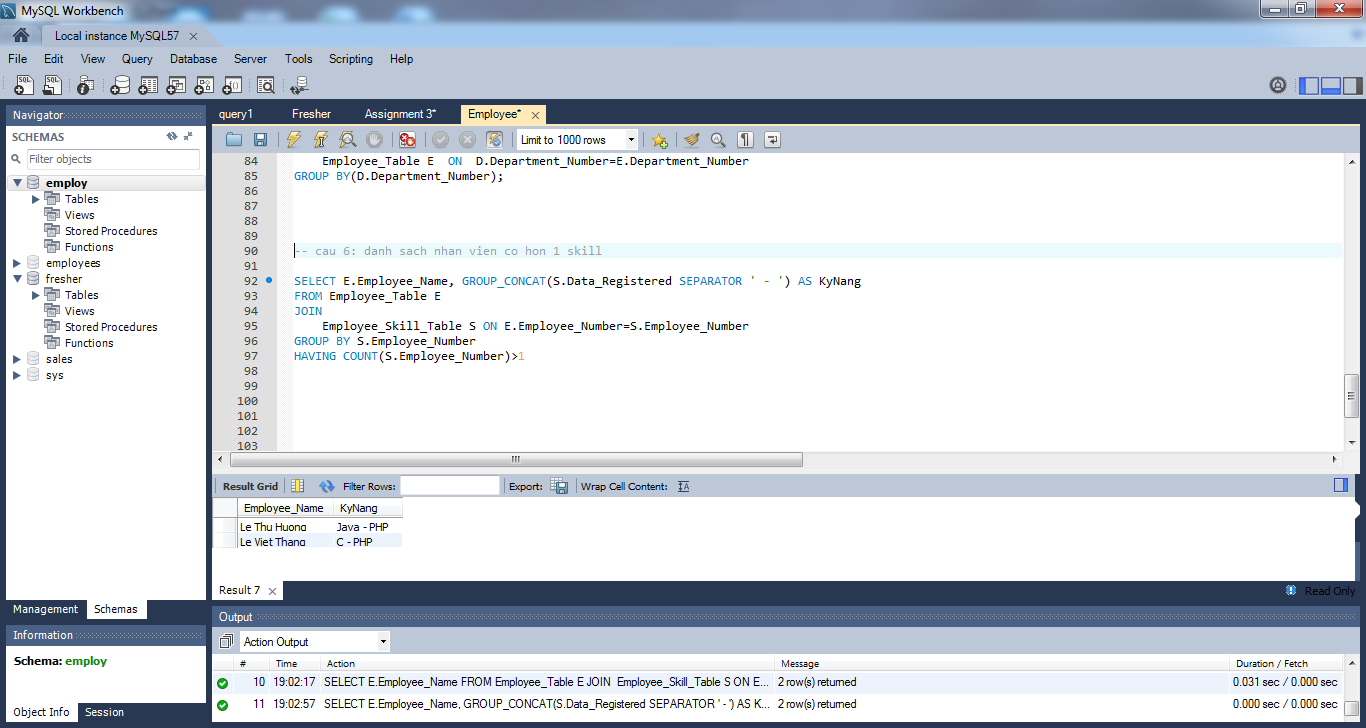 MySQL Workbench
Local instance MySQL57
File Edit View Query Database Server Tools Scripting Help
Navigator
SCHEMAS
Filter objects
employ
Tables
Views
Stored Procedures
Functions
employees
fresher
Tables
Views
Stored Procedures
Functions
sales
sys
Management Schemas
Information
Schema: employ
Object Info Session
query1 Fresher Assignment 3* Employee*
Limit to 1000 rows
84 Employee_Table E ON D.Department_Number=E.Department_Number
85 GROUP BY(D.Department_Number);
86
87
88
89
90 -- cau 6: danh sach nhan vien co hon 1 skill
91
92 SELECT E.Employee_Name, GROUP_CONCAT(S.Data_Registered SEPARATOR ' - ') AS KyNang
93 FROM Employee_Table E
94 JOIN
95 Employee_Skill_Table S ON E.Employee_Number=S.Employee_Number
96 GROUP BY S.Employee_Number
97 HAVING COUNT(S.Employee_Number)>1
98
99
100
101
102
103
Result Grid Filter Rows: Export: Wrap Cell Content:
Employee_Name KyNang
Le Thu Huong Java - PHP
Le Viet Thang C - PHP
Result 7
Read Only
Output
Action Output
# Time Action Message Duration / Fetch
10 19:02:17 SELECT E.Employee_Name FROM Employee_Table E JOIN Employee_Skill_Table S ON E... 2 row(s) returned 0.031 sec / 0.000 sec
11 19:02:57 SELECT E.Employee_Name, GROUP_CONCAT(S.Data_Registered SEPARATOR ' - ') AS K... 2 row(s) returned 0.000 sec / 0.000 sec